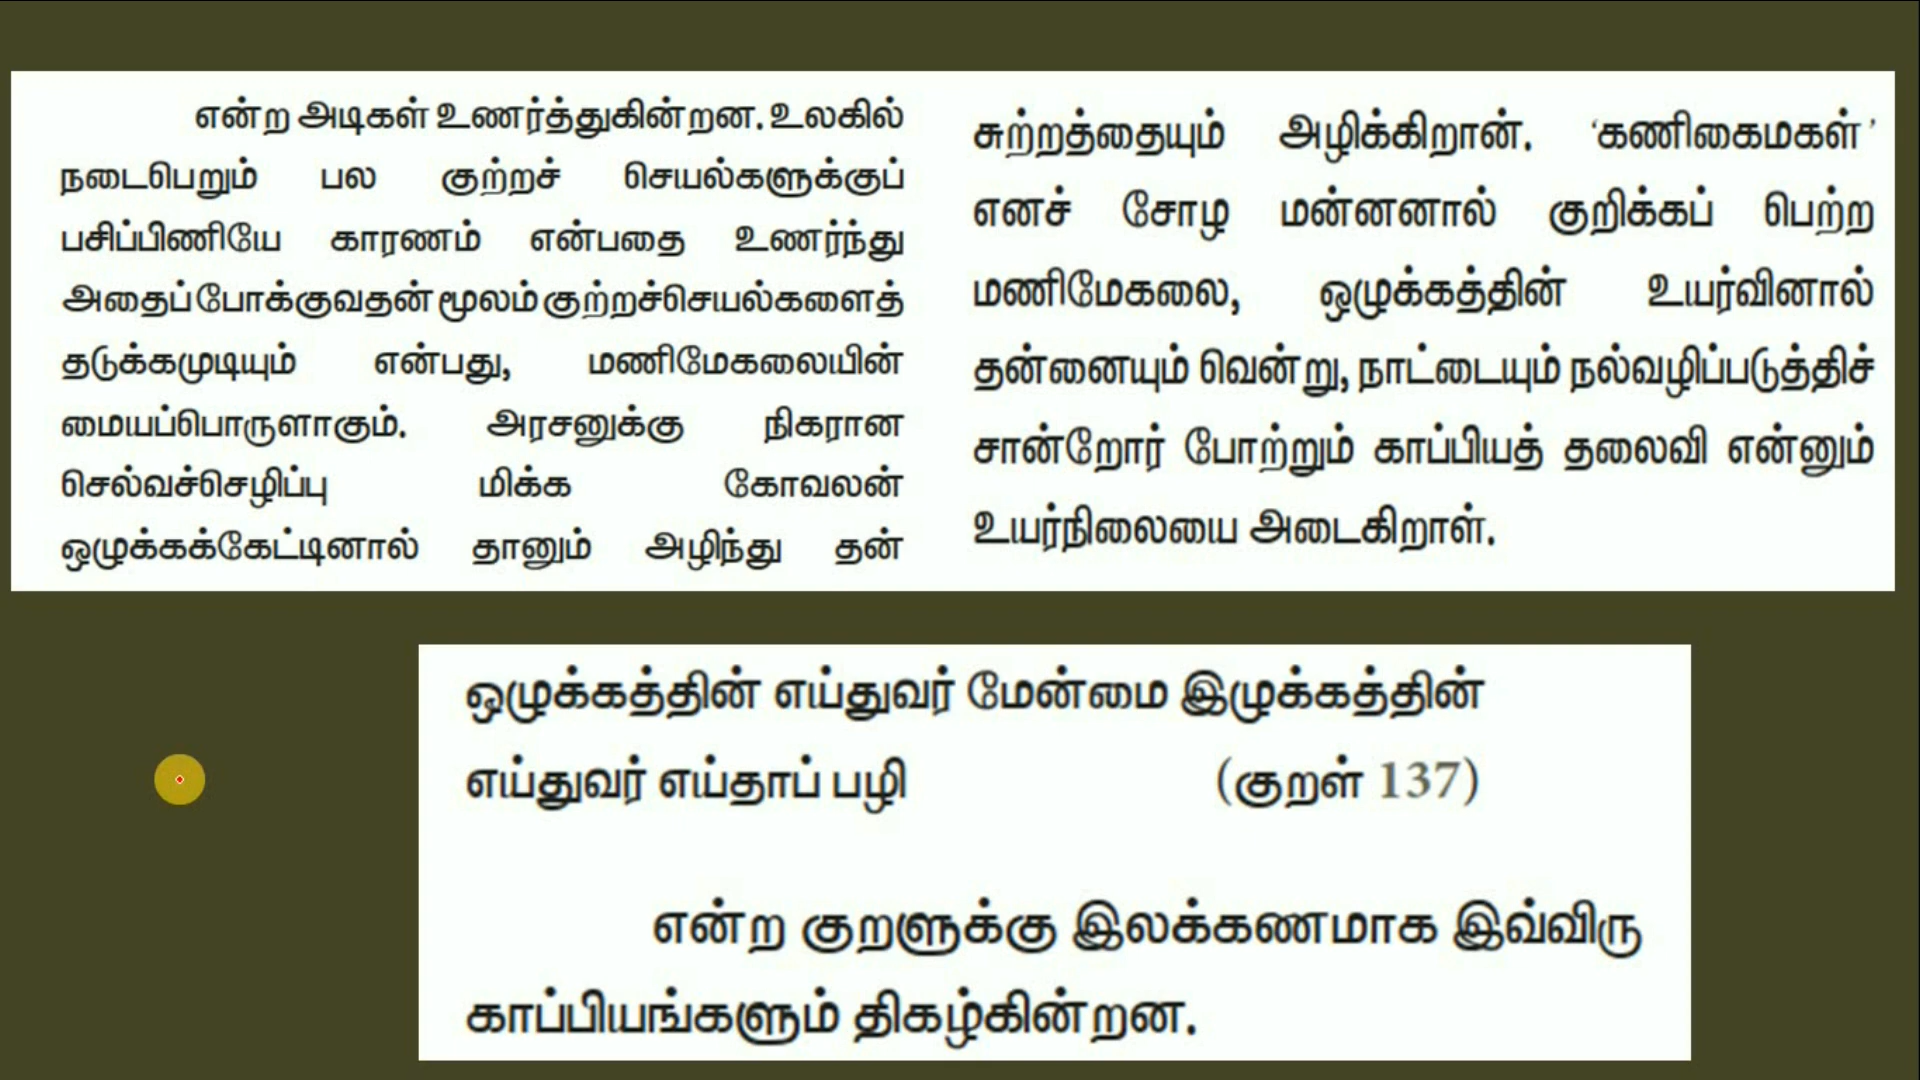 என்ற அடிகள் உணர்த்துகின்றன. உலகில்
நடைபெறும் பல குற்றச் செயல்களுக்குப்
பசிப்பிணியே காரணம் என்பதை உணர்ந்து
அதைப்போக்குவதன் மூலம் குற்றச்செயல்களைத்
தடுக்கமுடியும் என்பது, மணிமேகலையின்
மையப்பொருளாகும். அரசனுக்கு நிகரான
செல்வச்செழிப்பு மிக்க கோவலன்
ஒழுக்கக்கேட்டினால் தானும் அழிந்து தன்
சுற்றத்தையும் அழிக்கிறான். ‘கணிகைமகள்’
எனச் சோழ மன்னனால் குறிக்கப் பெற்ற
மணிமேகலை, ஒழுக்கத்தின் உயர்வினால்
தன்னையும் வென்று, நாட்டையும் நல்வழிப்படுத்திச்
சான்றோர் போற்றும் காப்பியத் தலைவி என்னும்
உயர்நிலையை அடைகிறாள்.
ஒழுக்கத்தின் எய்துவர் மேன்மை இழுக்கத்தின்
எய்துவர் எய்தாப் பழி (குறள் 137)
என்ற குறளுக்கு இலக்கணமாக இவ்விரு
காப்பியங்களும் திகழ்கின்றன.